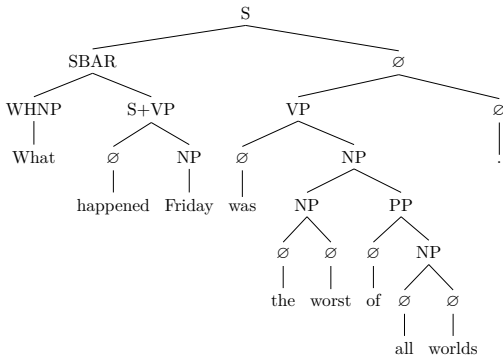 S
SBAR ∅
WHNP S+VP VP ∅
What ∅ NP ∅ NP .
happened Friday was NP PP
∅ ∅ ∅ NP
the worst of ∅ ∅
all worlds